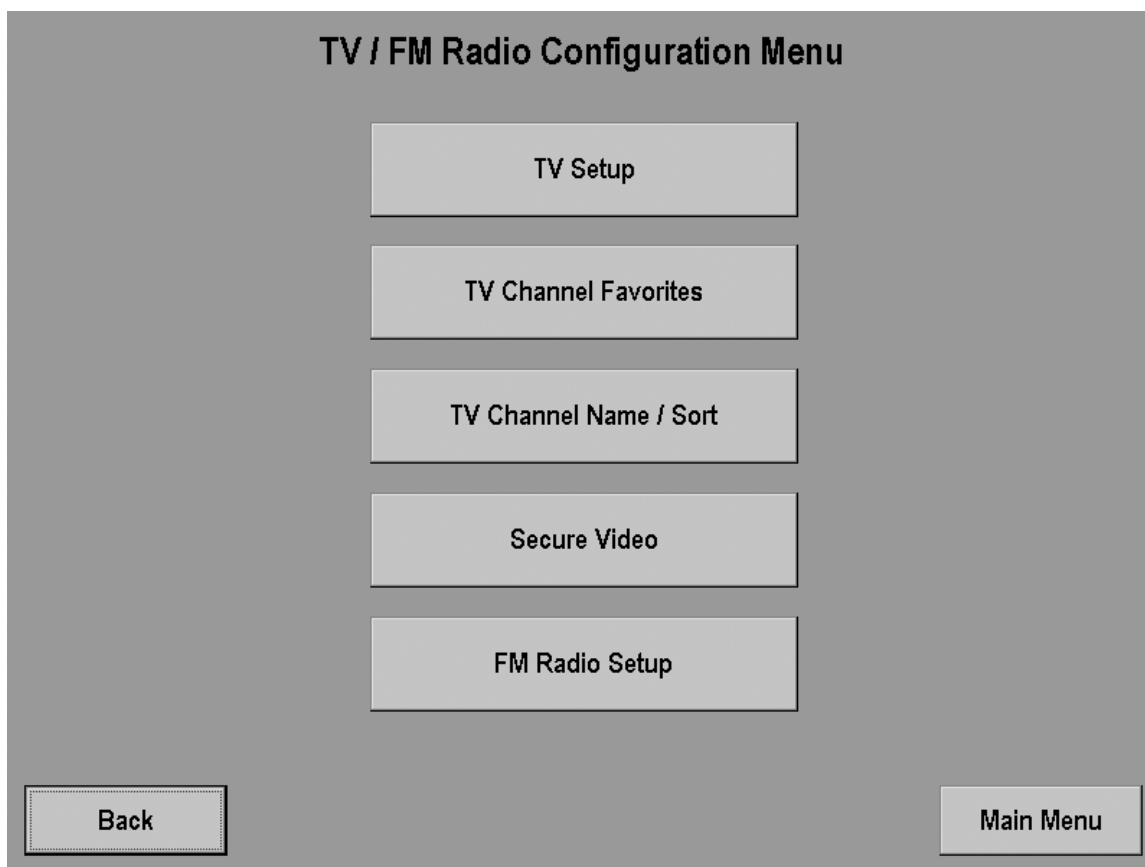 TV / FM Radio Configuration Menu
TV Setup
TV Channel Favorites
TV Channel Name / Sort
Secure Video
FM Radio Setup
Back
Main Menu